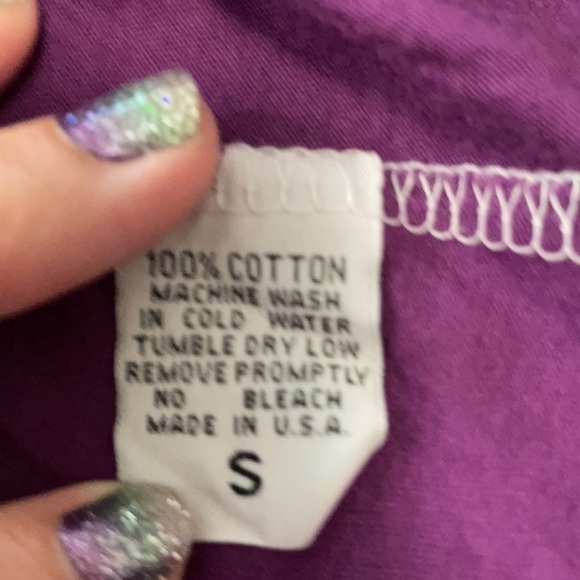 100% COTTON
MACHINE WASH
IN COLD WATER
TUMBLE DRY LOW
REMOVE PROMPTLY
NO BLEACH
MADE IN U.S.A.
S